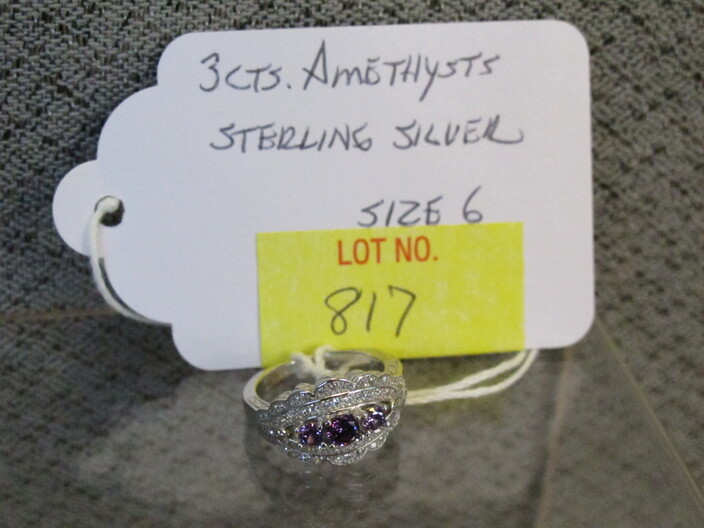 3CTS. AMETHYSTS
STERLING SILVER
SIZE 6
LOT NO.
817